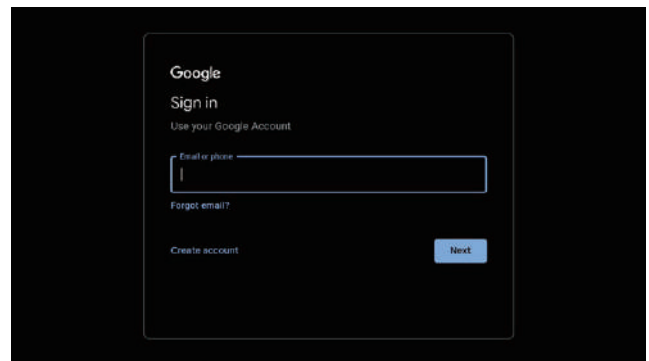 Google
Sign in
Use your Google Account
Email or phone
Forgot email?
Create account
Next